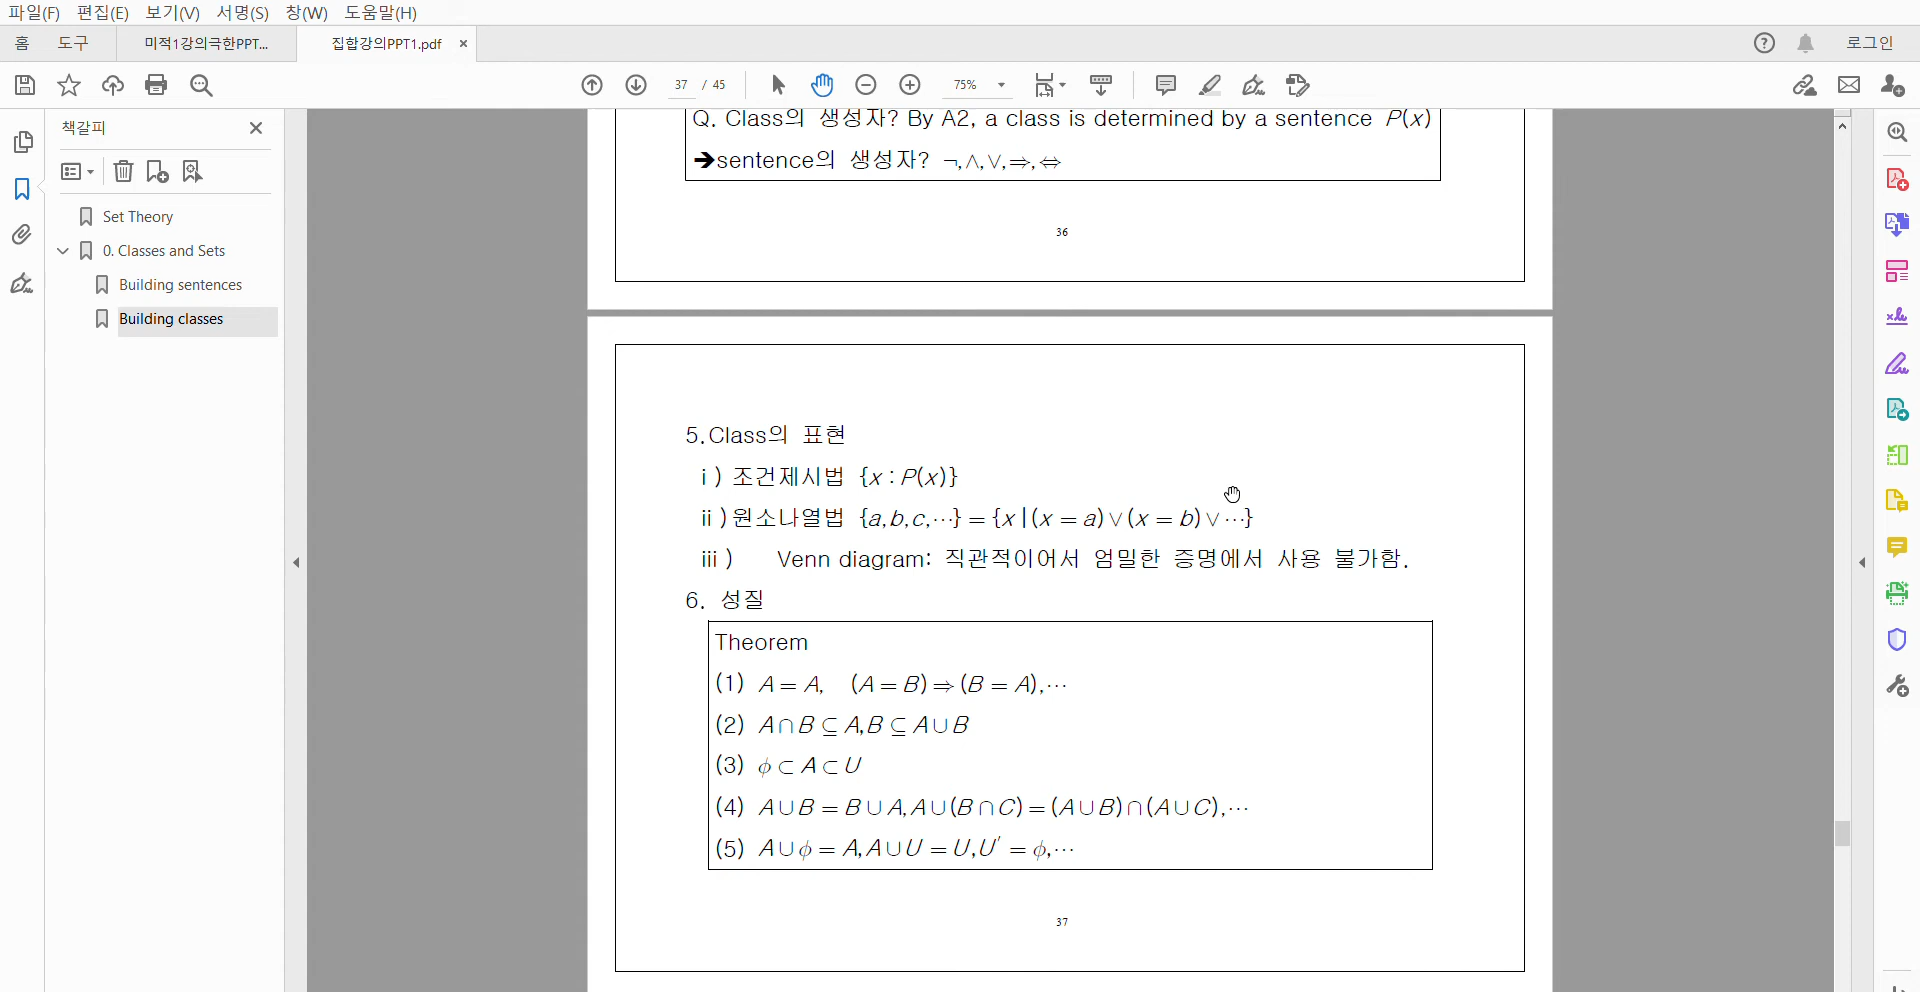 파일(F) 편집(E) 보기(V) 서명(S) 창(W) 도움말(H)
홈 도구 미적1강의극한PPT... 집합강의PPT1.pdf × 로그인
37 / 45 75%
책갈피
Set Theory
0. Classes and Sets
Building sentences
Building classes
Q. Class의 생성자? By A2, a class is determined by a sentence P(x)
➔sentence의 생성자? ¬,∧,∨,⇒,⇔
36
5.Class의 표현
ⅰ) 조건제시법 {x : P(x)}
ⅱ)원소나열법 {a,b,c,⋯} = {x | (x = a)∨(x = b)∨⋯}
ⅲ) Venn diagram: 직관적이어서 엄밀한 증명에서 사용 불가함.
6. 성질
Theorem
(1) A = A, (A = B)⇒(B = A),⋯
(2) A∩B ⊆ A,B ⊆ A∪B
(3) ϕ ⊂ A ⊂ U
(4) A∪B = B∪A,A∪(B∩C) = (A∪B)∩(A∪C),⋯
(5) A∪ϕ = A,A∪U = U,U′ = ϕ,⋯
37